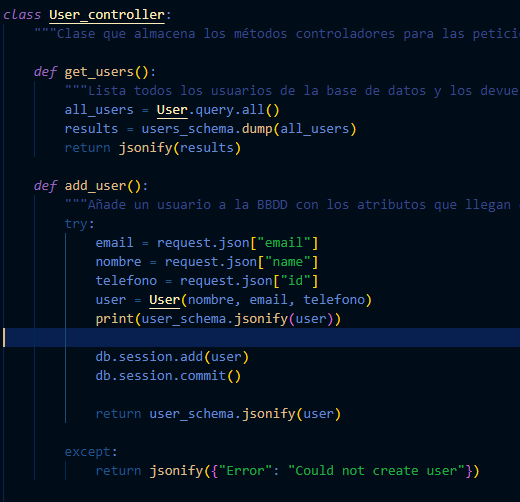 class User_controller:
"""Clase que almacena los métodos controladores para las
def get_users():
"""Lista todos los usuarios de la base de datos y los
all_users = User.query.all()
results = users_schema.dump(all_users)
return jsonify(results)
def add_user():
"""Añade un usuario a la BBDD con los atributos que llegan
try:
email = request.json["email"]
nombre = request.json["name"]
telefono = request.json["id"]
user = User(nombre, email, telefono)
print(user_schema.jsonify(user))
db.session.add(user)
db.session.commit()
return user_schema.jsonify(user)
except:
return jsonify({"Error": "Could not create user"})